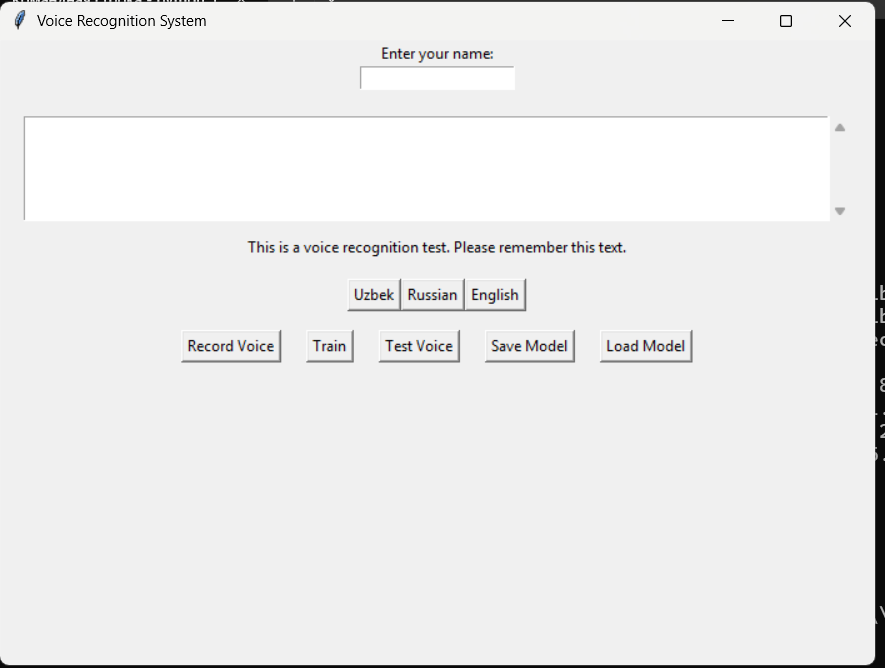 Voice Recognition System
Enter your name:
This is a voice recognition test. Please remember this text.
Uzbek Russian English
Record Voice Train Test Voice Save Model Load Model